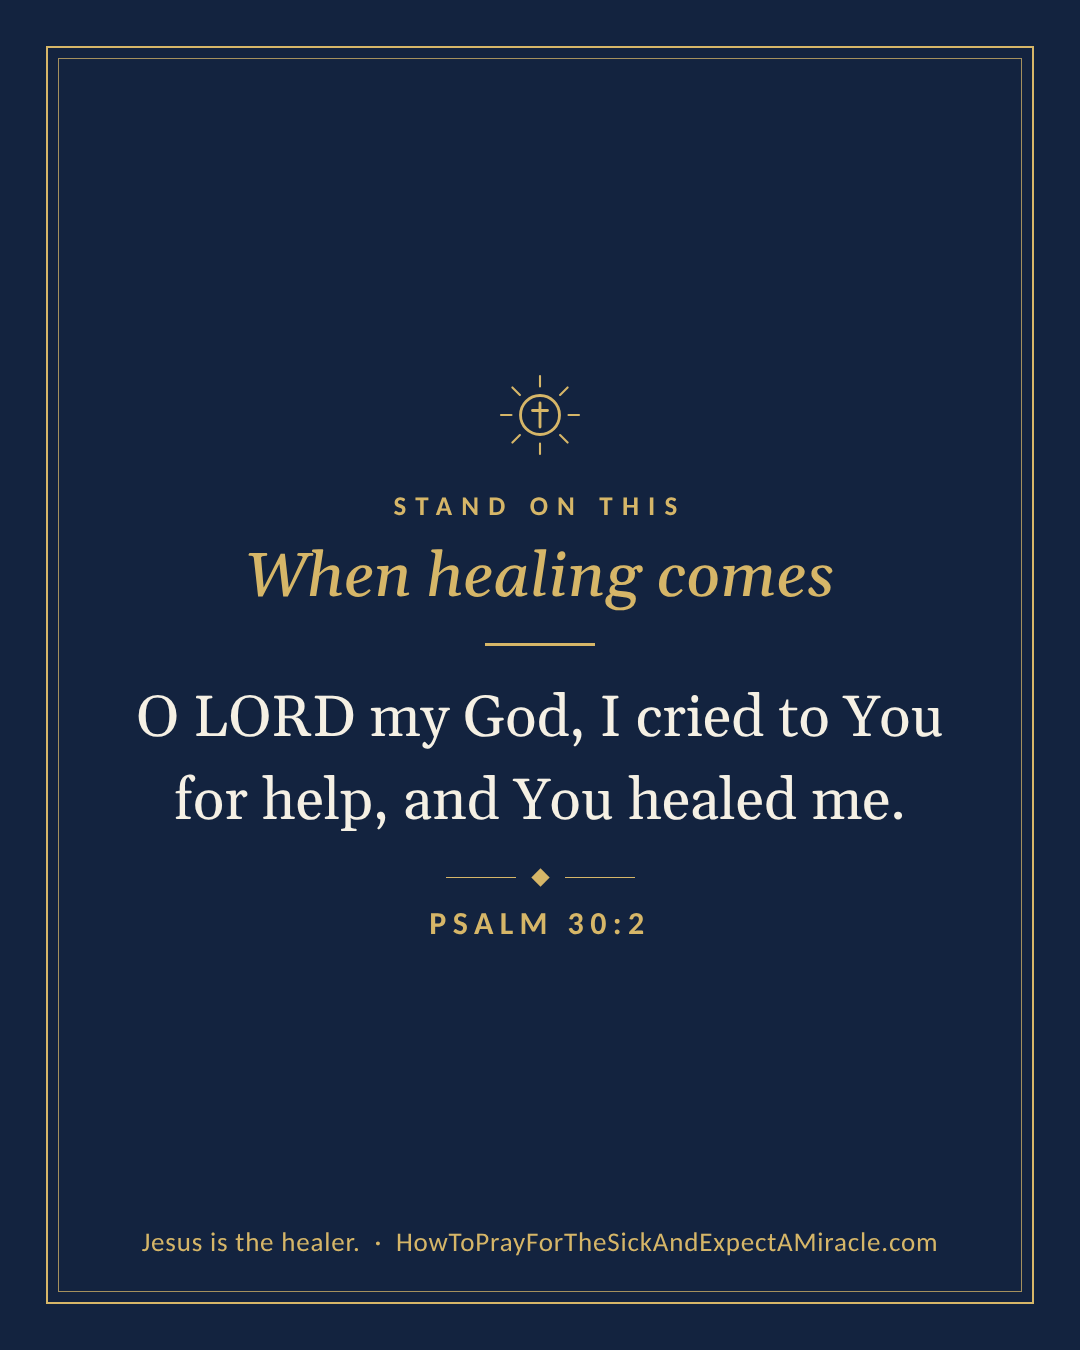 STAND ON THIS
When healing comes
O LORD my God, I cried to You
for help, and You healed me.
PSALM 30:2
Jesus is the healer. · HowToPrayForTheSickAndExpectAMiracle.com